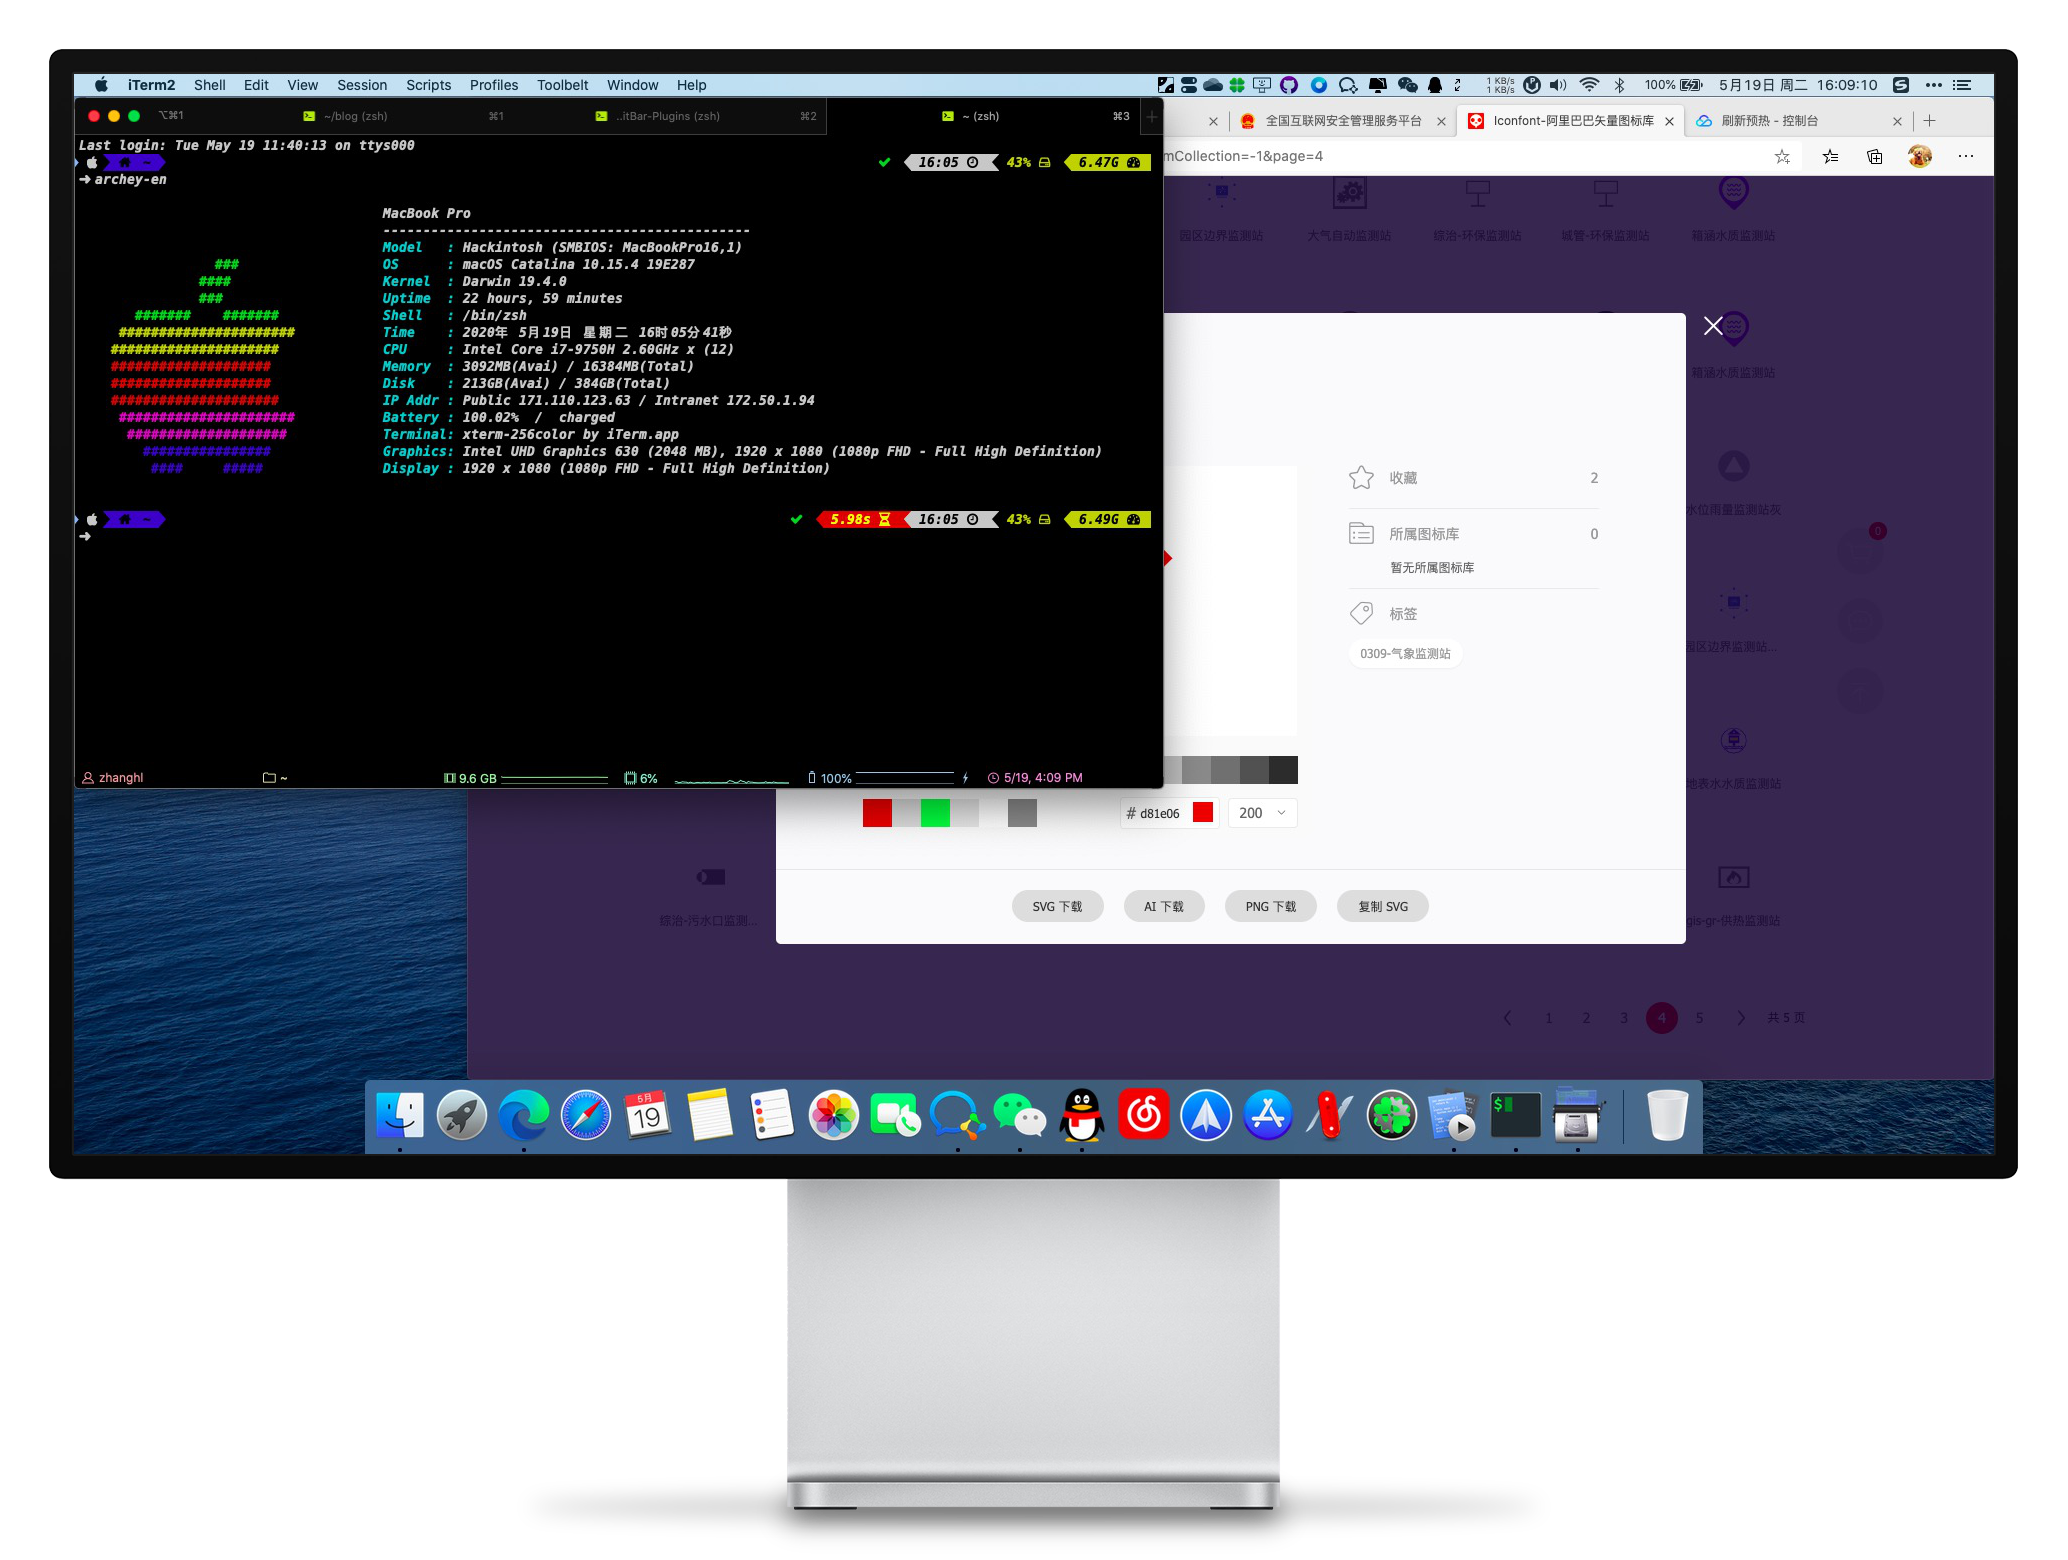 iTerm2 Shell Edit View Session Scripts Profiles Toolbelt Window Help 1 KB/s 1 KB/s 100% 5月19日 周二 16:09:10
⌥⌘1 ~/blog (zsh) ⌘1 ..itBar-Plugins (zsh) ⌘2 ~ (zsh) ⌘3
全国互联网安全管理服务平台 Iconfont-阿里巴巴矢量图标库 刷新预热 - 控制台
mCollection=-1&page=4
Last login: Tue May 19 11:40:13 on ttys000
~ 16:05 43% 6.47G
➜ archey-en
MacBook Pro
----------------------------------------------
Model : Hackintosh (SMBIOS: MacBookPro16,1)
### OS : macOS Catalina 10.15.4 19E287
#### Kernel : Darwin 19.4.0
### Uptime : 22 hours, 59 minutes
####### ####### Shell : /bin/zsh
###################### Time : 2020年 5月19日 星期二 16时05分41秒
##################### CPU : Intel Core i7-9750H 2.60GHz x (12)
#################### Memory : 3092MB(Avai) / 16384MB(Total)
#################### Disk : 213GB(Avai) / 384GB(Total)
##################### IP Addr : Public 171.110.123.63 / Intranet 172.50.1.94
###################### Battery : 100.02% / charged
#################### Terminal: xterm-256color by iTerm.app
################ Graphics: Intel UHD Graphics 630 (2048 MB), 1920 x 1080 (1080p FHD - Full High Definition)
#### ##### Display : 1920 x 1080 (1080p FHD - Full High Definition)
~ 5.98s 16:05 43% 6.49G
➜
zhanghl ~ 9.6 GB 6% 100% 5/19, 4:09 PM
园区边界监测站 大气自动监测站 综治-环保监测站 城管-环保监测站 箱涵水质监测站
箱涵水质监测站
收藏 2
所属图标库 0
暂无所属图标库
标签
0309-气象监测站
水位雨量监测站灰
0
园区边界监测站...
地表水水质监测站
# d81e06 200
SVG 下载 AI 下载 PNG 下载 复制 SVG
综治-污水口监测... gis-gr-供热监测站
1 2 3 4 5 共 5 页
5月
19
$